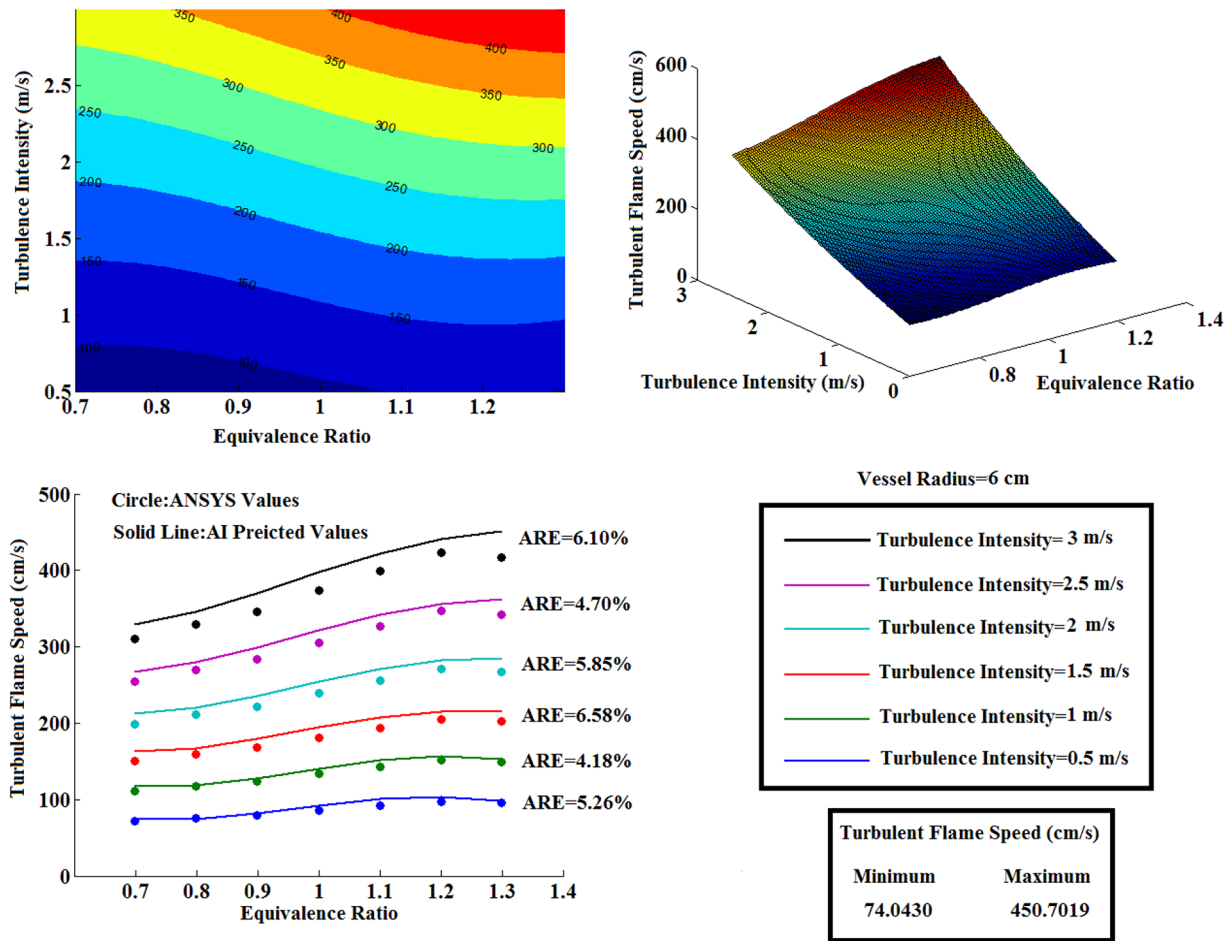 Turbulence Intensity (m/s)
2.5
2
1.5
1
0.5
350
400
400
350
350
300
300
300
250
250
250
200
200
200
150
150
150
100
100
0.7
0.8
0.9
1
1.1
1.2
Equivalence Ratio
Turbulent Flame Speed (cm/s)
600
400
200
0
3
2
1
0
Turbulence Intensity (m/s)
0.8
1
1.2
1.4
Equivalence Ratio
Turbulent Flame Speed (cm/s)
500
400
300
200
100
0
Circle:ANSYS Values
Solid Line:AI Preicted Values
ARE=6.10%
ARE=4.70%
ARE=5.85%
ARE=6.58%
ARE=4.18%
ARE=5.26%
0.7
0.8
0.9
1
1.1
1.2
1.3
1.4
Equivalence Ratio
Vessel Radius=6 cm
Turbulence Intensity= 3 m/s
Turbulence Intensity=2.5 m/s
Turbulence Intensity=2 m/s
Turbulence Intensity=1.5 m/s
Turbulence Intensity=1 m/s
Turbulence Intensity=0.5 m/s
Turbulent Flame Speed (cm/s)
Minimum Maximum
74.0430 450.7019